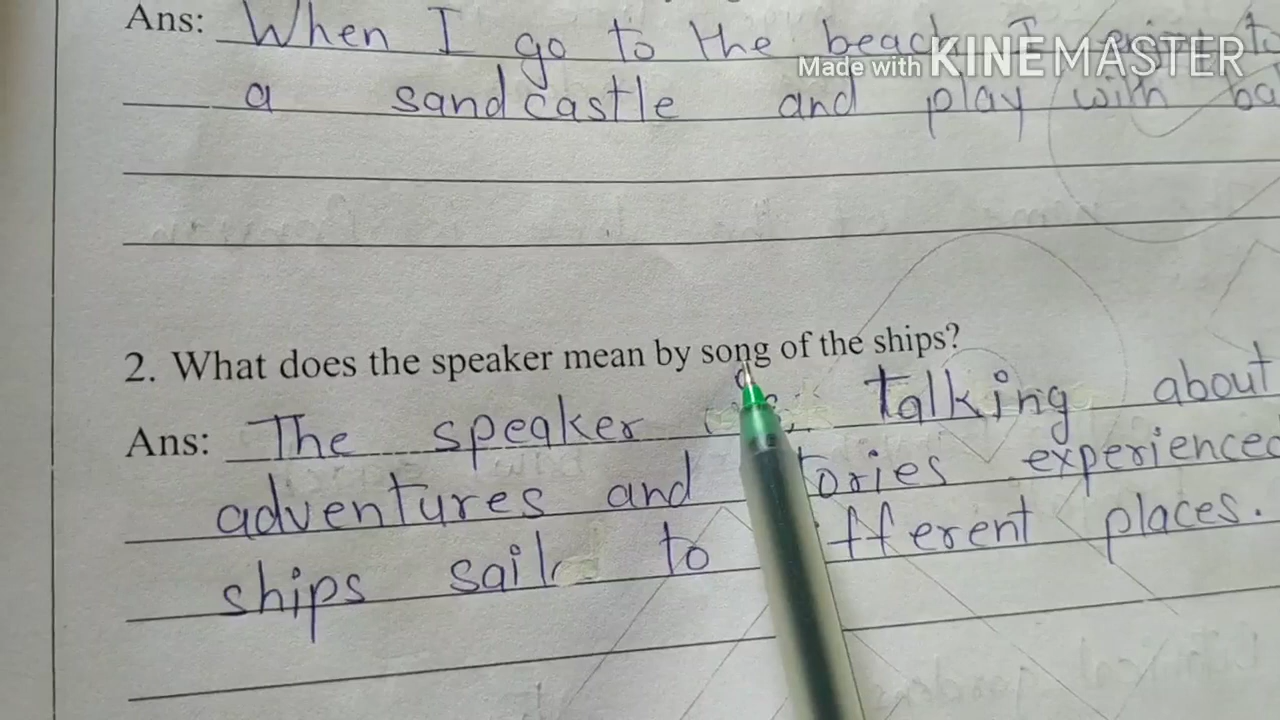 Ans: When I go to the beach I
Made with KINEMASTER
a sandcastle and play with
2. What does the speaker mean by song of the ships?
Ans: The speaker talking about
adventures and experienced
ships sail to places.